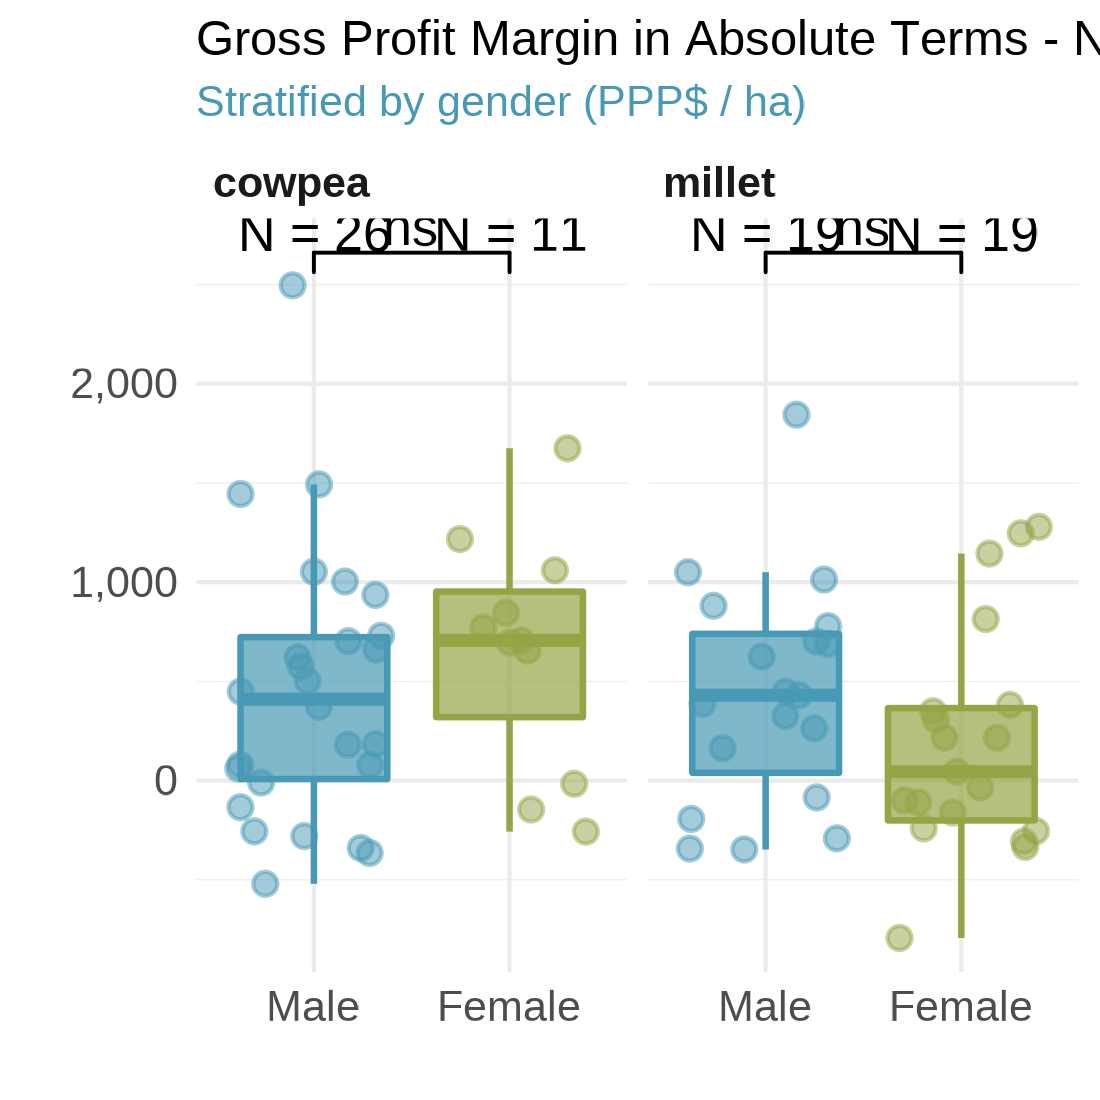 Gross Profit Margin in Absolute Terms - N
Stratified by gender (PPP$ / ha)
cowpea millet
N = 26 ns N = 11 N = 19 ns N = 19
2,000
1,000
0
Male Female Male Female